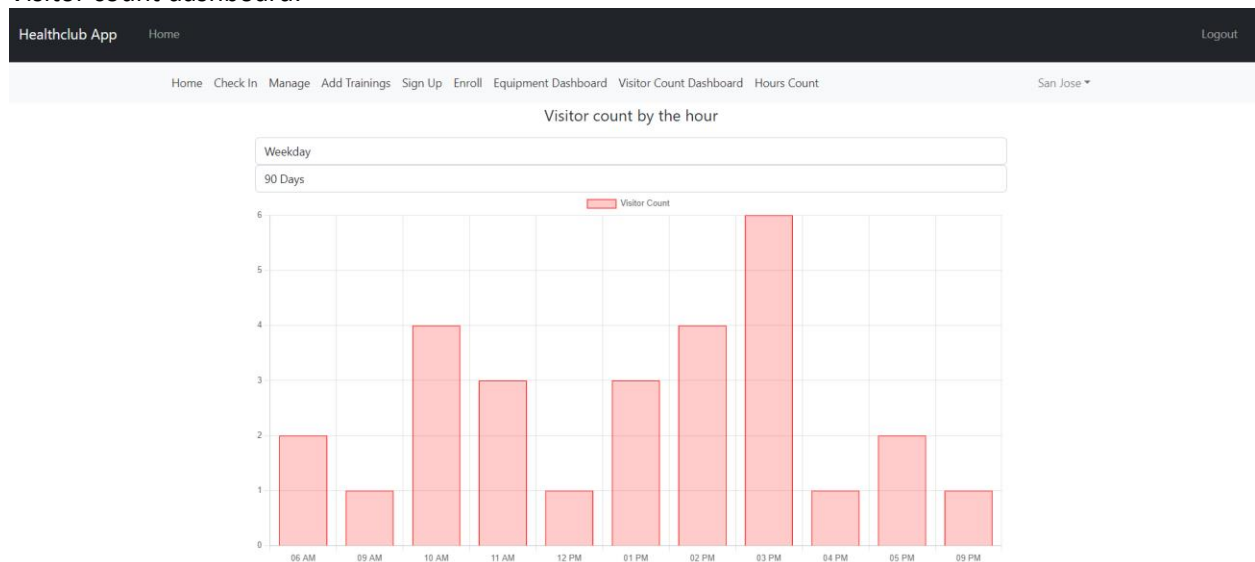 Visitor count dashboard:
Healthclub App Home Logout
Home Check In Manage Add Trainings Sign Up Enroll Equipment Dashboard Visitor Count Dashboard Hours Count San Jose
Visitor count by the hour
Weekday
90 Days
Visitor Count
6
5
4
3
2
1
0
06 AM 09 AM 10 AM 11 AM 12 PM 01 PM 02 PM 03 PM 04 PM 05 PM 09 PM